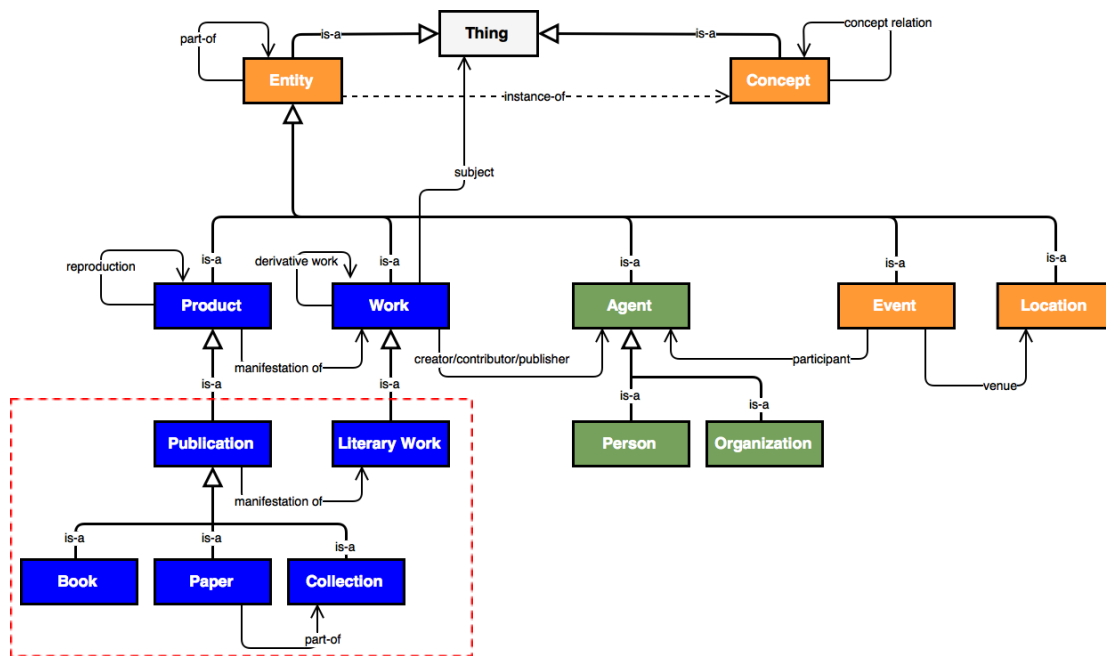 concept relation
part-of
is-a
Thing
is-a
Entity
instance-of
Concept
subject
reproduction
is-a
derivative work
is-a
is-a
is-a
is-a
Product
Work
Agent
Event
Location
manifestation of
creator/contributor/publisher
participant
venue
is-a
is-a
is-a
is-a
Publication
Literary Work
Person
Organization
manifestation of
is-a
is-a
is-a
Book
Paper
Collection
part-of